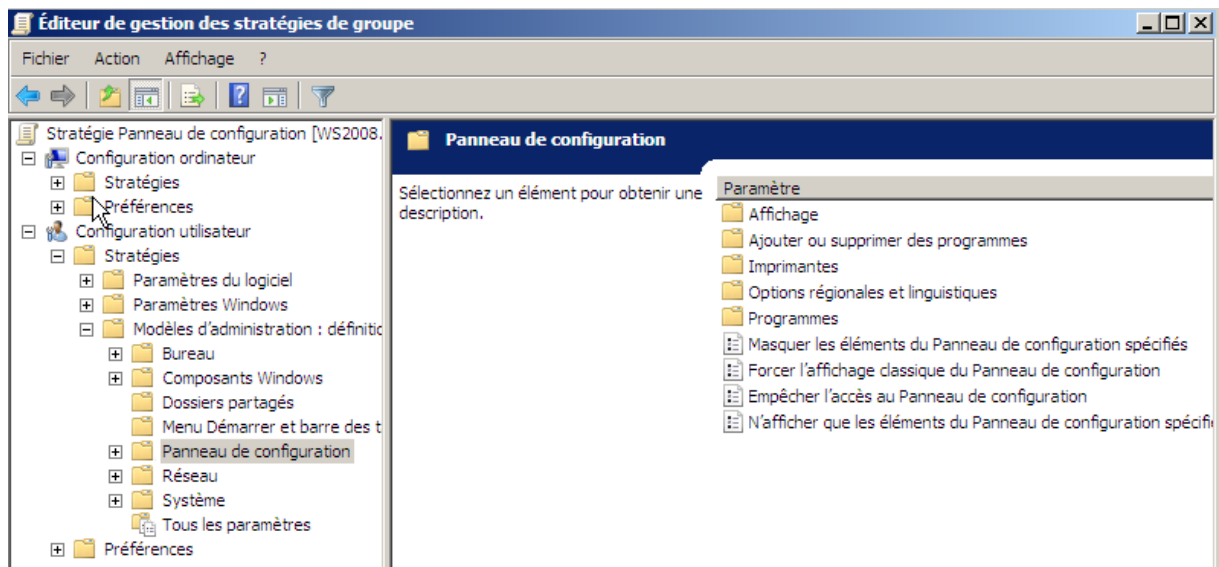 Éditeur de gestion des stratégies de groupe
Fichier Action Affichage ?
Stratégie Panneau de configuration [WS2008.
Configuration ordinateur
Stratégies
Préférences
Configuration utilisateur
Stratégies
Paramètres du logiciel
Paramètres Windows
Modèles d'administration : définitio
Bureau
Composants Windows
Dossiers partagés
Menu Démarrer et barre des t
Panneau de configuration
Réseau
Système
Tous les paramètres
Préférences
Panneau de configuration
Sélectionnez un élément pour obtenir une
description.
Paramètre
Affichage
Ajouter ou supprimer des programmes
Imprimantes
Options régionales et linguistiques
Programmes
Masquer les éléments du Panneau de configuration spécifiés
Forcer l'affichage classique du Panneau de configuration
Empêcher l'accès au Panneau de configuration
N'afficher que les éléments du Panneau de configuration spécifi